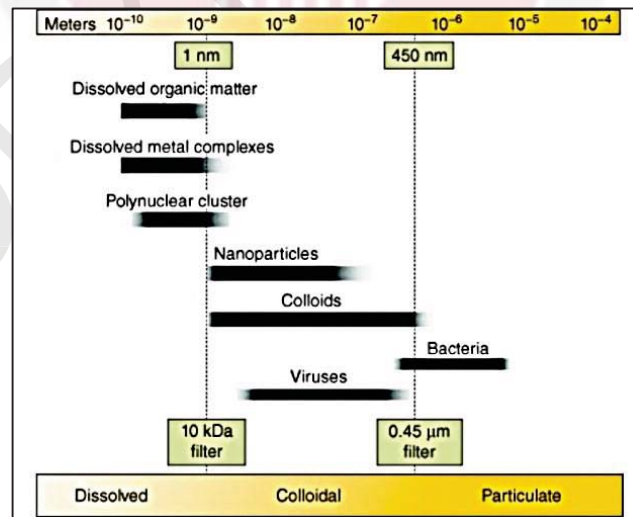 Meters 10⁻¹⁰ 10⁻⁹ 10⁻⁸ 10⁻⁷ 10⁻⁶ 10⁻⁵ 10⁻⁴
1 nm 450 nm
Dissolved organic matter
Dissolved metal complexes
Polynuclear cluster
Nanoparticles
Colloids
Bacteria
Viruses
10 kDa 0.45 μm
filter filter
Dissolved Colloidal Particulate